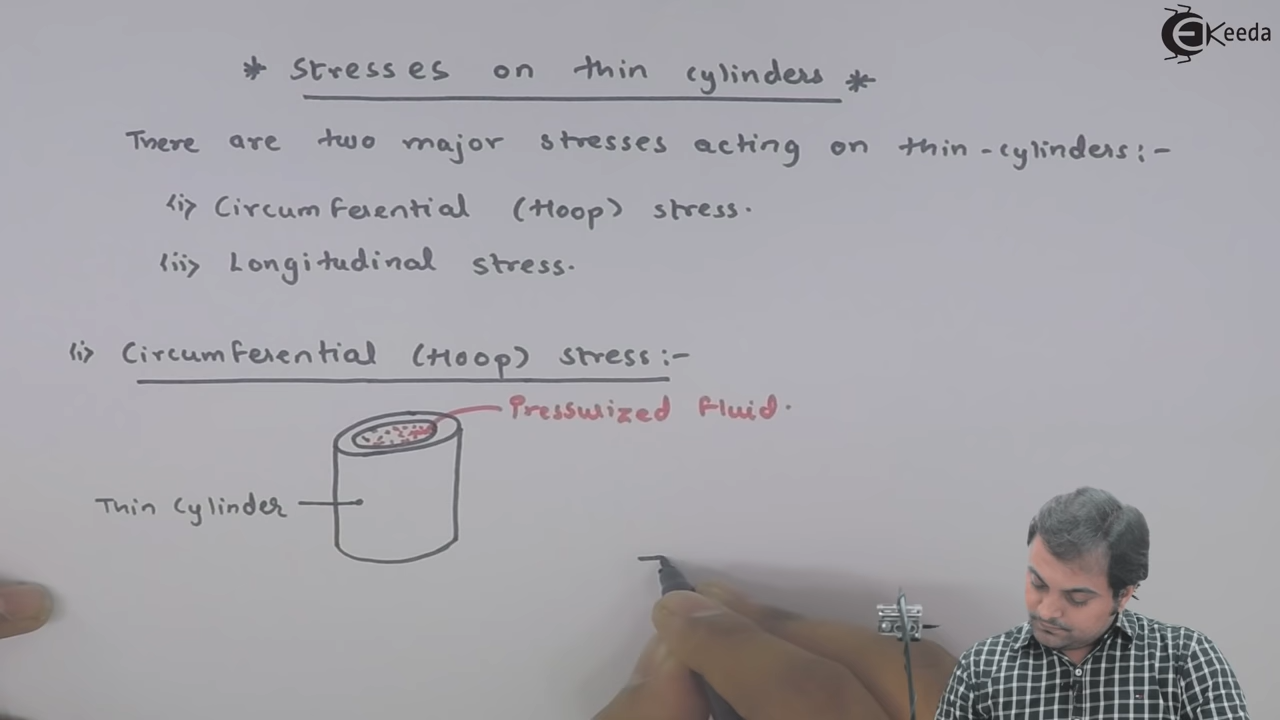 EKeeda
* Stresses on thin cylinders *
There are two major stresses acting on thin-cylinders:-
(i) Circumferential (Hoop) stress.
(ii) Longitudinal stress.
(i) Circumferential (Hoop) stress:-
Pressurized Fluid.
Thin Cylinder